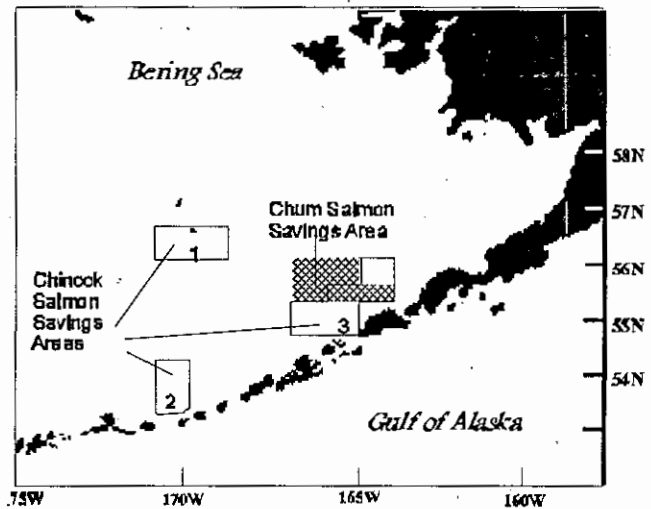 Bering Sea
58N
57N
Chum Salmon
Savings Area
1
56N
Chinook
Salmon
Savings
Areas
3
55N
54N
2
Gulf of Alaska
.75W
170W
165W
160W